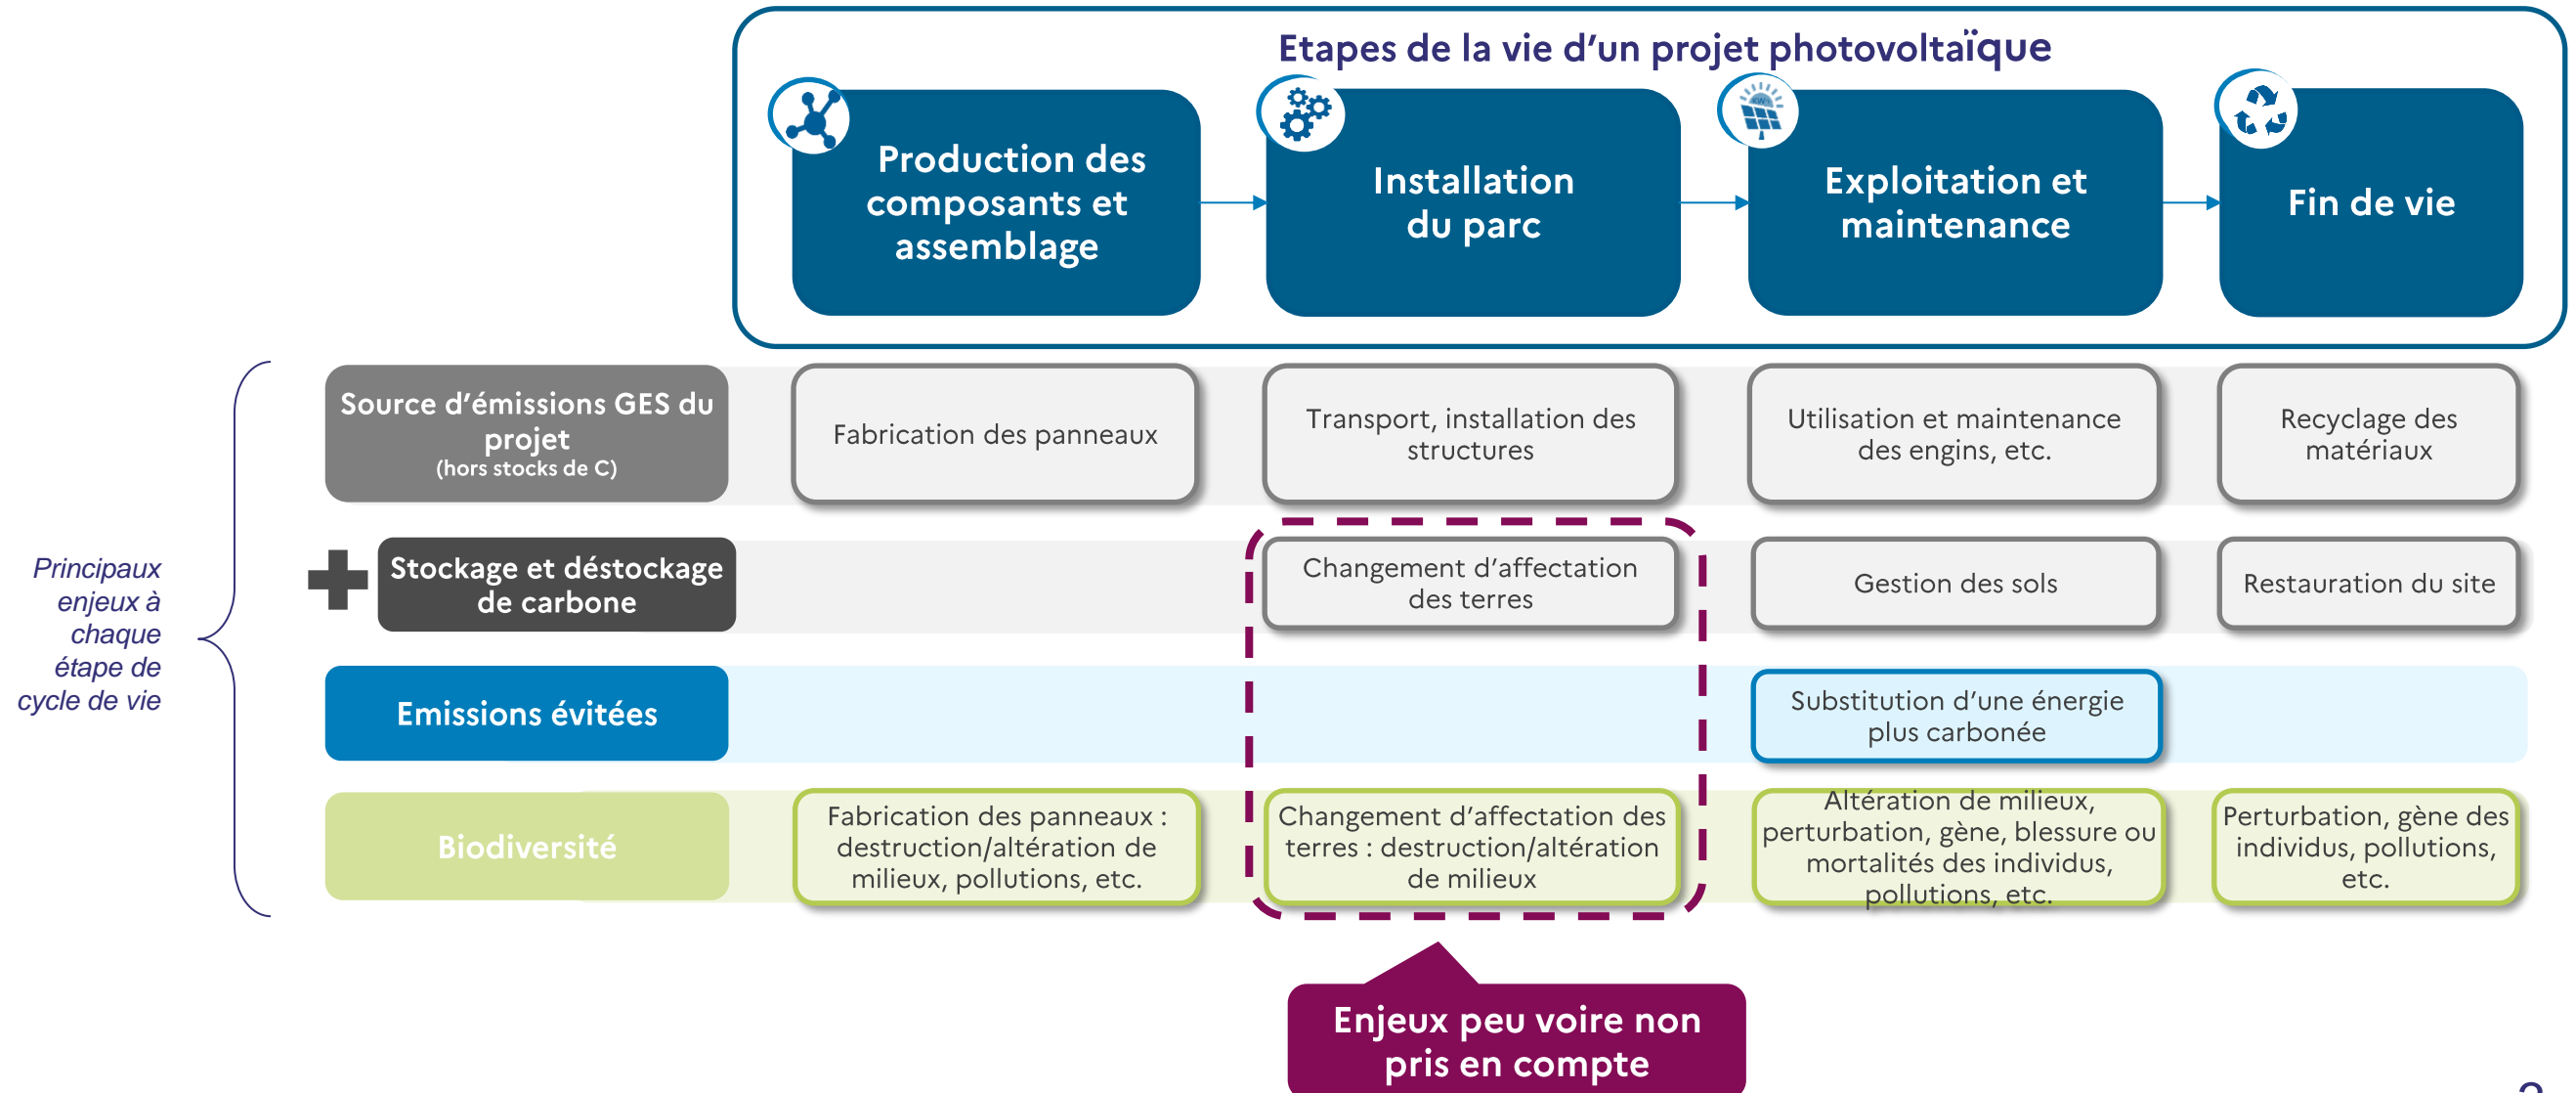 Etapes de la vie d'un projet photovoltaïque
Production des
composants et
assemblage
Installation
du parc
Exploitation et
maintenance
Fin de vie
Principaux
enjeux à
chaque
étape de
cycle de vie
Source d'émissions GES du
projet
(hors stocks de C)
Fabrication des panneaux
Transport, installation des
structures
Utilisation et maintenance
des engins, etc.
Recyclage des
matériaux
Stockage et déstockage
de carbone
Changement d'affectation
des terres
Gestion des sols
Restauration du site
Emissions évitées
Substitution d'une énergie
plus carbonée
Biodiversité
Fabrication des panneaux :
destruction/altération de
milieux, pollutions, etc.
Changement d'affectation des
terres : destruction/altération
de milieux
Altération de milieux,
perturbation, gêne, blessure ou
mortalités des individus,
pollutions, etc.
Perturbation, gêne des
individus, pollutions,
etc.
Enjeux peu voire non
pris en compte